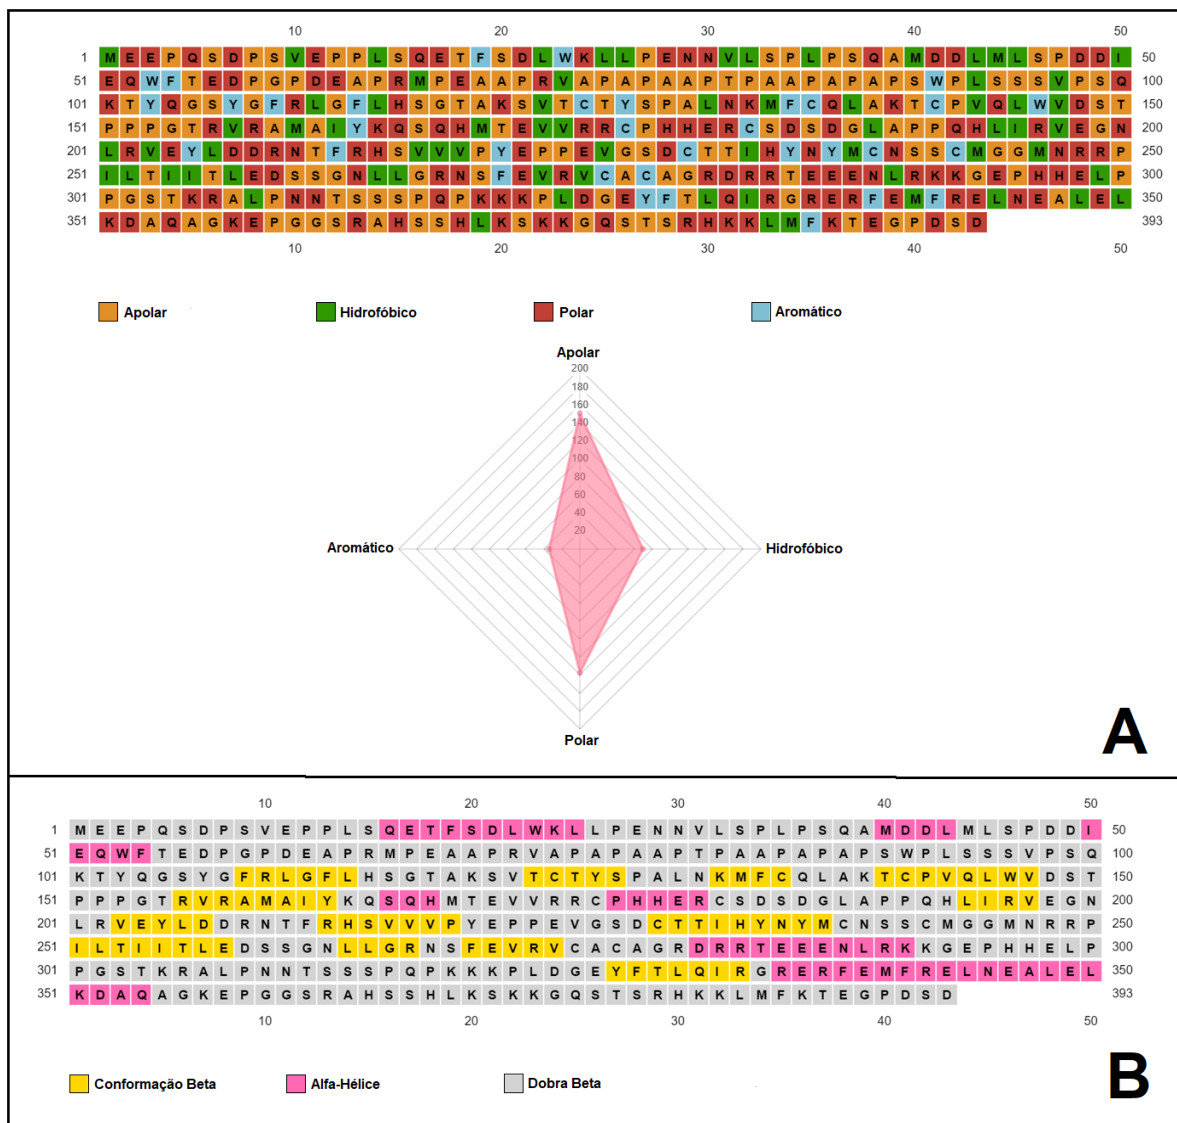 10 20 30 40 50
1 M E E P Q S D P S V E P P L S Q E T F S D L W K L L P E N N V L S P L P S Q A M D D L M L S P D D I 50
51 E Q W F T E D P G P D E A P R M P E A A P R V A P A P A A P T P A A P A P A P S W P L S S S V P S Q 100
101 K T Y Q G S Y G F R L G F L H S G T A K S V T C T Y S P A L N K M F C Q L A K T C P V Q L W V D S T 150
151 P P P G T R V R A M A I Y K Q S Q H M T E V V R R C P H H E R C S D S D G L A P P Q H L I R V E G N 200
201 L R V E Y L D D R N T F R H S V V V P Y E P P E V G S D C T T I H Y N Y M C N S S C M G G M N R R P 250
251 I L T I I T L E D S S G N L L G R N S F E V R V C A C A G R D R R T E E E N L R K K G E P H H E L P 300
301 P G S T K R A L P N N T S S S P Q P K K K P L D G E Y F T L Q I R G R E R F E M F R E L N E A L E L 350
351 K D A Q A G K E P G G S R A H S S H L K S K K G Q S T S R H K K L M F K T E G P D S D 393
10 20 30 40 50
Apolar Hidrofóbico Polar Aromático
Apolar
200
180
160
140
120
100
80
60
40
20
Aromático Hidrofóbico
Polar
A
10 20 30 40 50
1 M E E P Q S D P S V E P P L S Q E T F S D L W K L L P E N N V L S P L P S Q A M D D L M L S P D D I 50
51 E Q W F T E D P G P D E A P R M P E A A P R V A P A P A A P T P A A P A P A P S W P L S S S V P S Q 100
101 K T Y Q G S Y G F R L G F L H S G T A K S V T C T Y S P A L N K M F C Q L A K T C P V Q L W V D S T 150
151 P P P G T R V R A M A I Y K Q S Q H M T E V V R R C P H H E R C S D S D G L A P P Q H L I R V E G N 200
201 L R V E Y L D D R N T F R H S V V V P Y E P P E V G S D C T T I H Y N Y M C N S S C M G G M N R R P 250
251 I L T I I T L E D S S G N L L G R N S F E V R V C A C A G R D R R T E E E N L R K K G E P H H E L P 300
301 P G S T K R A L P N N T S S S P Q P K K K P L D G E Y F T L Q I R G R E R F E M F R E L N E A L E L 350
351 K D A Q A G K E P G G S R A H S S H L K S K K G Q S T S R H K K L M F K T E G P D S D 393
10 20 30 40 50
Conformação Beta Alfa-Hélice Dobra Beta
B